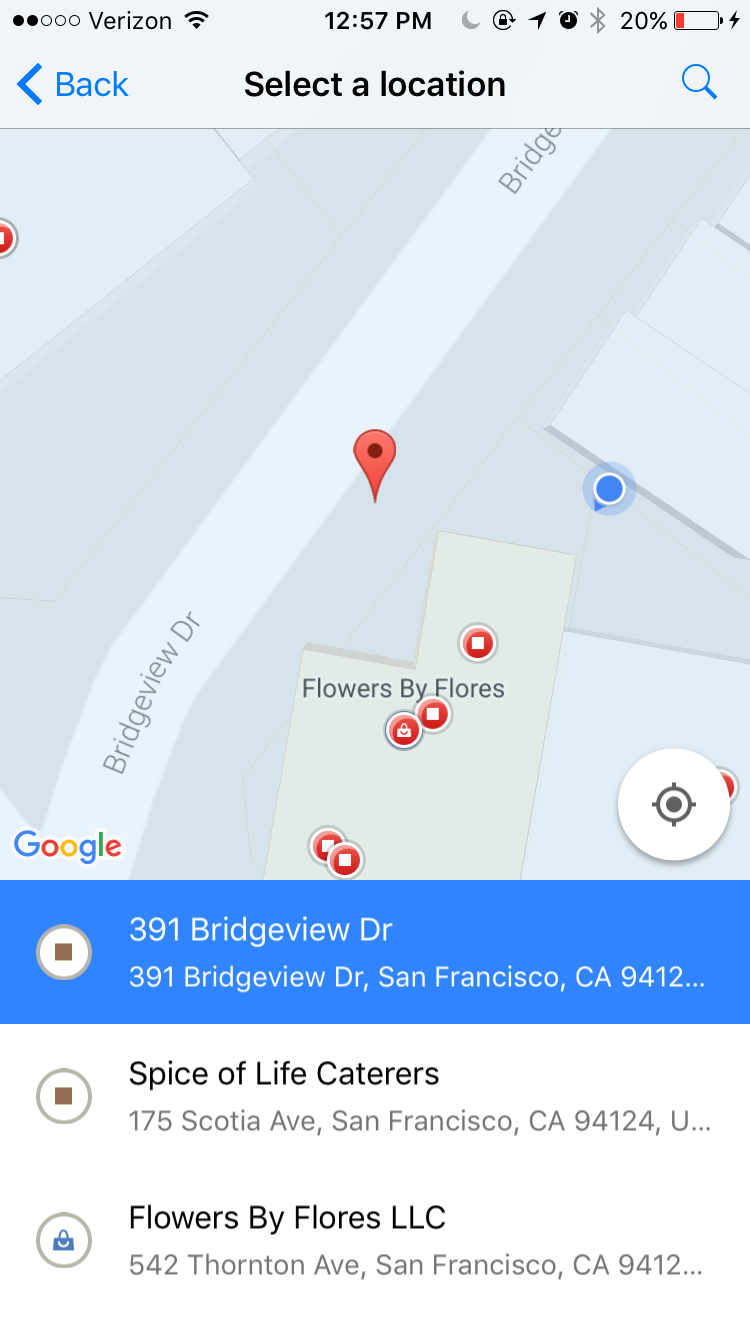 Verizon 12:57 PM 20%
Back Select a location
Bridge
Bridgeview Dr
Flowers By Flores
Google
391 Bridgeview Dr
391 Bridgeview Dr, San Francisco, CA 9412...
Spice of Life Caterers
175 Scotia Ave, San Francisco, CA 94124, U...
Flowers By Flores LLC
542 Thornton Ave, San Francisco, CA 9412...